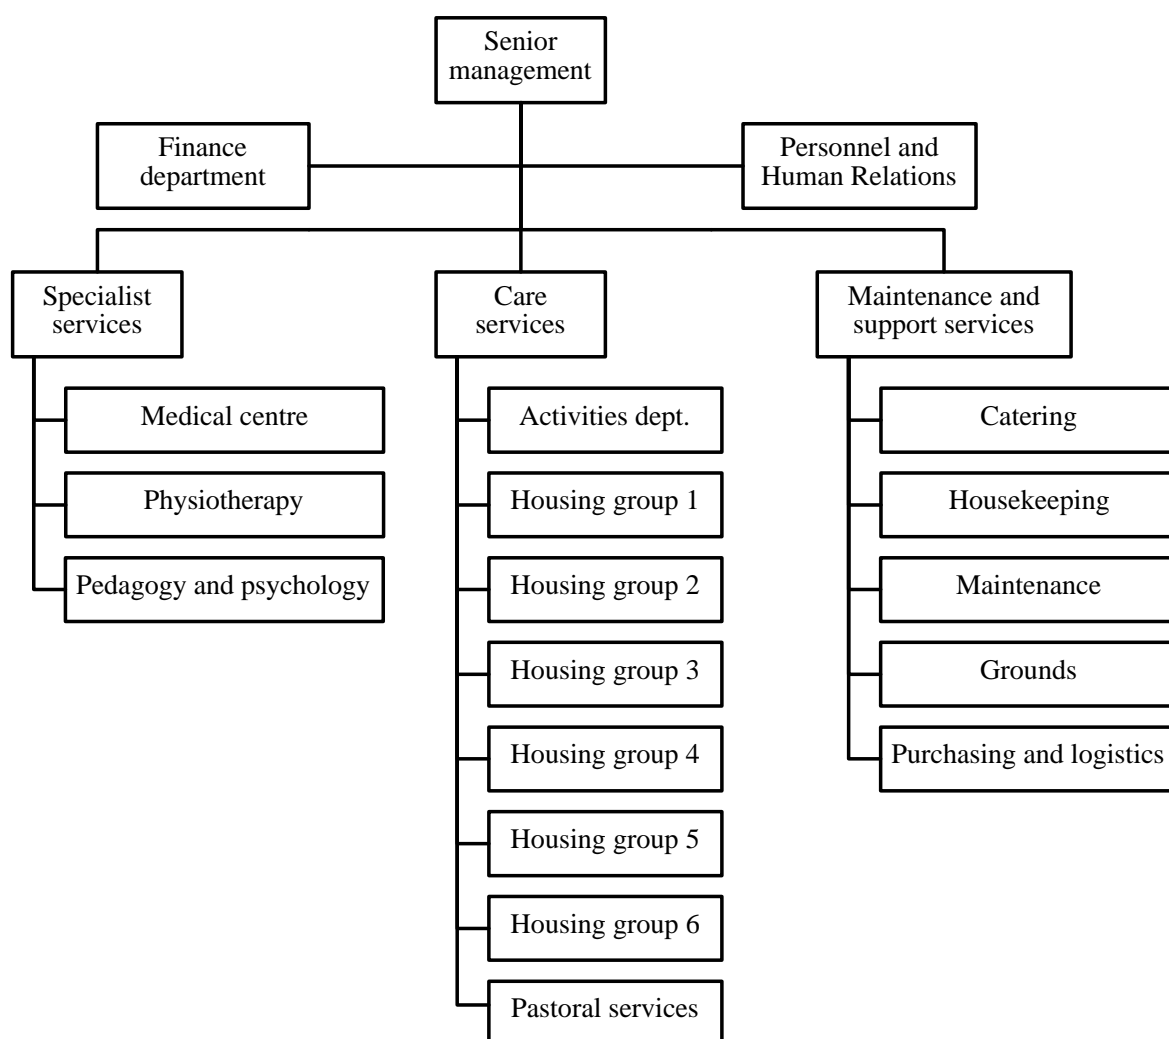 Senior
management
Finance
department
Personnel and
Human Relations
Specialist
services
Care
services
Maintenance and
support services
Medical centre
Physiotherapy
Pedagogy and psychology
Activities dept.
Housing group 1
Housing group 2
Housing group 3
Housing group 4
Housing group 5
Housing group 6
Pastoral services
Catering
Housekeeping
Maintenance
Grounds
Purchasing and logistics